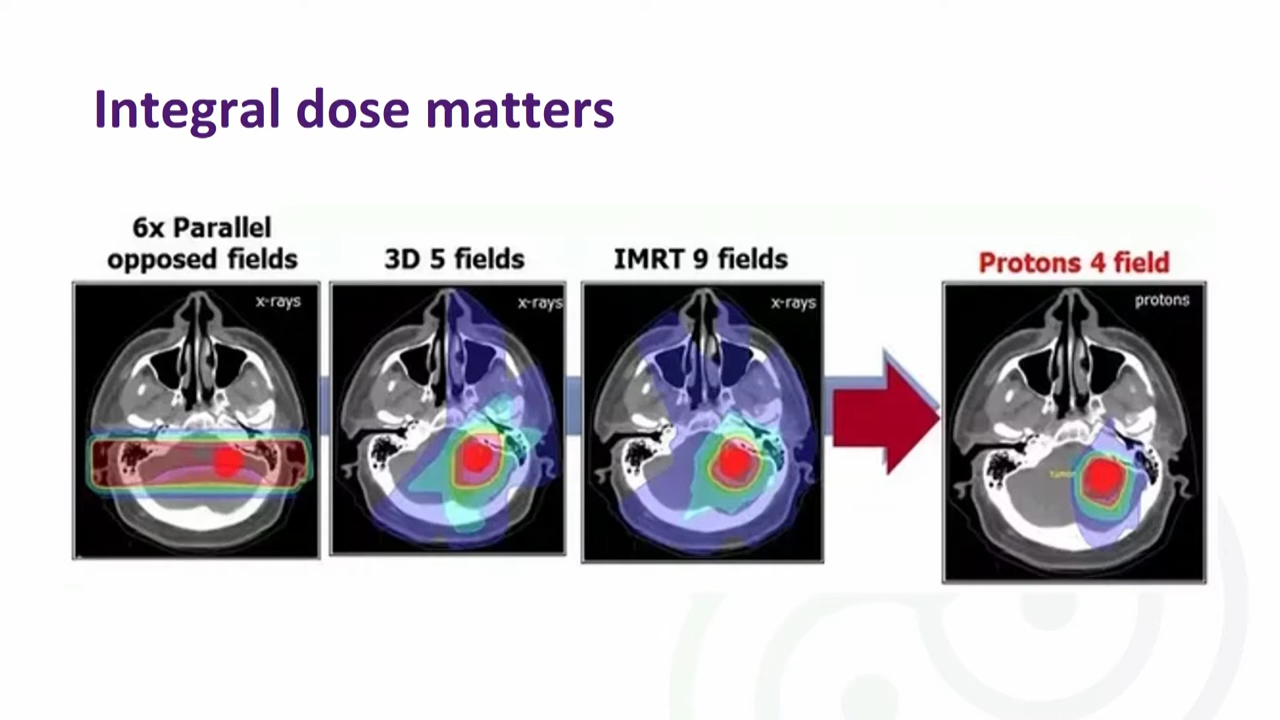 Integral dose matters
6x Parallel
opposed fields
3D 5 fields
IMRT 9 fields
Protons 4 field
x-rays
x-rays
x-rays
protons
tumor